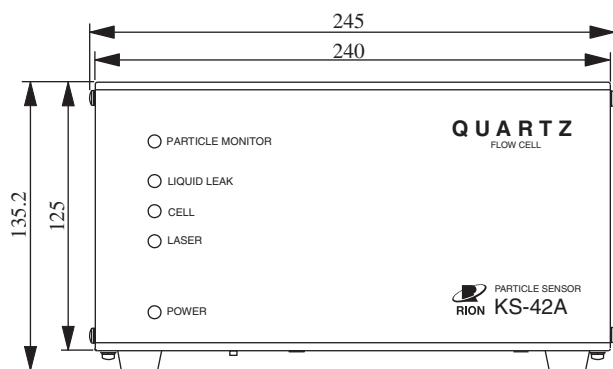 245
240
QUARTZ
FLOW CELL
PARTICLE MONITOR
LIQUID LEAK
CELL
LASER
POWER
135.2
125
PARTICLE SENSOR
RION KS-42A